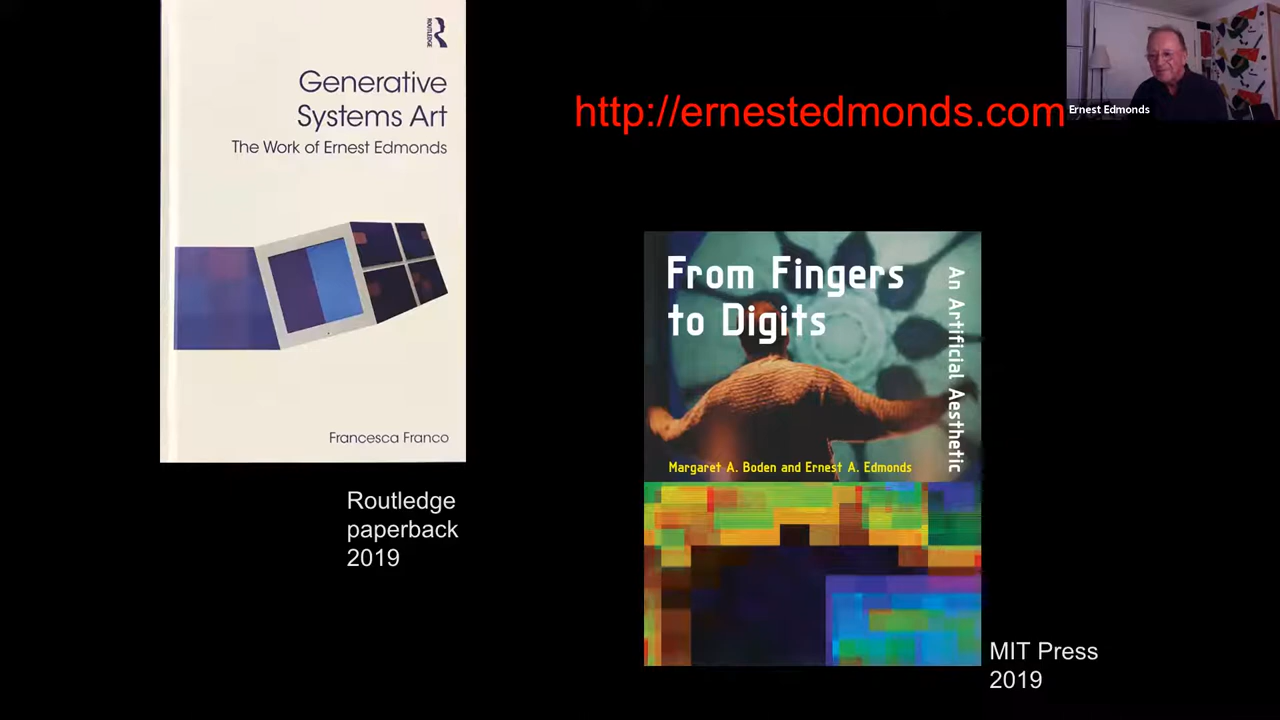 ROUTLEDGE
Generative
Systems Art
The Work of Ernest Edmonds
Francesca Franco
Routledge
paperback
2019
http://ernestedmonds.com
Ernest Edmonds
From Fingers
to Digits
An Artificial Aesthetic
Margaret A. Boden and Ernest A. Edmonds
MIT Press
2019